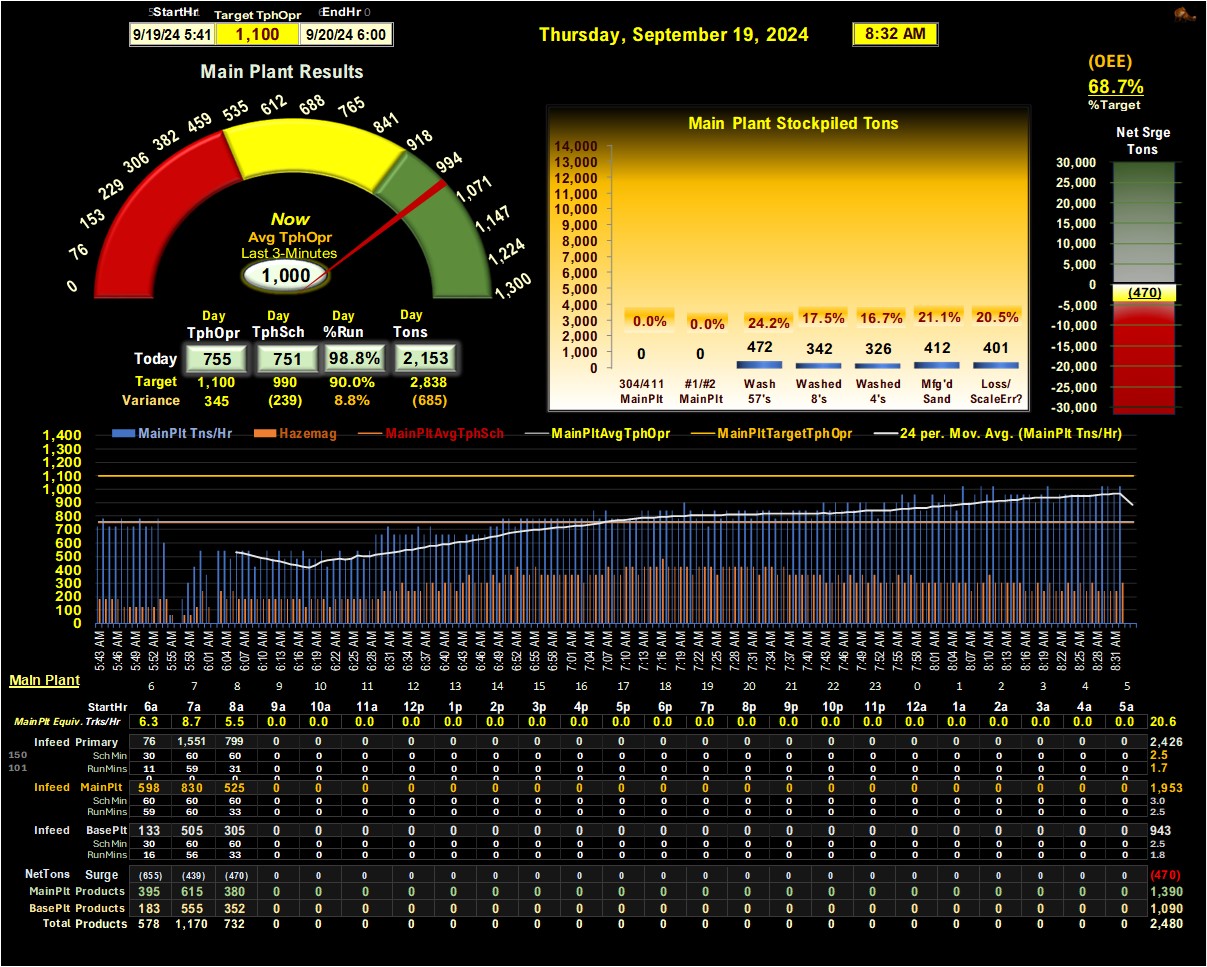 StartHr Target TphOpr EndHr
9/19/24 5:41 1,100 9/20/24 6:00
Thursday, September 19, 2024
8:32 AM
(OEE)
68.7%
%Target
Main Plant Results
0 76 153 229 306 382 459 535 612 688 765 841 918 994 1,071 1,147 1,224 1,300
Now
Avg TphOpr
Last 3-Minutes
1,000
Day Day Day Day
TphOpr TphSch %Run Tons
Today 755 751 98.8% 2,153
Target 1,100 990 90.0% 2,838
Variance 345 (239) 8.8% (685)
Main Plant Stockpiled Tons
14,000
13,000
12,000
11,000
10,000
9,000
8,000
7,000
6,000
5,000
4,000
3,000
2,000
1,000
0
0.0% 0.0% 24.2% 17.5% 16.7% 21.1% 20.5%
0 0 472 342 326 412 401
304/411 #1/#2 Wash Washed Washed Mfg'd Loss/
MainPlt MainPlt 57's 8's 4's Sand ScaleErr?
Net Srge
Tons
30,000
25,000
20,000
15,000
10,000
5,000
0
(470)
-5,000
-10,000
-15,000
-20,000
-25,000
-30,000
MainPlt Tns/Hr Hazemag MainPltAvgTphSch MainPltAvgTphOpr MainPltTargetTphOpr 24 per. Mov. Avg. (MainPlt Tns/Hr)
1,400
1,300
1,200
1,100
1,000
900
800
700
600
500
400
300
200
100
0
5:43 AM 5:46 AM 5:49 AM 5:52 AM 5:55 AM 5:58 AM 6:01 AM 6:04 AM 6:07 AM 6:10 AM 6:13 AM 6:16 AM 6:19 AM 6:22 AM 6:25 AM 6:28 AM 6:31 AM 6:34 AM 6:37 AM 6:40 AM 6:43 AM 6:46 AM 6:49 AM 6:52 AM 6:55 AM 6:58 AM 7:01 AM 7:04 AM 7:07 AM 7:10 AM 7:13 AM 7:16 AM 7:19 AM 7:22 AM 7:25 AM 7:28 AM 7:31 AM 7:34 AM 7:37 AM 7:40 AM 7:43 AM 7:46 AM 7:49 AM 7:52 AM 7:55 AM 7:58 AM 8:01 AM 8:04 AM 8:07 AM 8:10 AM 8:13 AM 8:16 AM 8:19 AM 8:22 AM 8:25 AM 8:28 AM 8:31 AM
Main Plant 6 7 8 9 10 11 12 13 14 15 16 17 18 19 20 21 22 23 0 1 2 3 4 5
StartHr 6a 7a 8a 9a 10a 11a 12p 1p 2p 3p 4p 5p 6p 7p 8p 9p 10p 11p 12a 1a 2a 3a 4a 5a
MainPlt Equiv. Trks/Hr 6.3 8.7 5.5 0.0 0.0 0.0 0.0 0.0 0.0 0.0 0.0 0.0 0.0 0.0 0.0 0.0 0.0 0.0 0.0 0.0 0.0 0.0 0.0 0.0 20.6
Infeed Primary 76 1,551 799 0 0 0 0 0 0 0 0 0 0 0 0 0 0 0 0 0 0 0 0 0 2,426
150 SchMin 30 60 60 0 0 0 0 0 0 0 0 0 0 0 0 0 0 0 0 0 0 0 0 0 2.5
101 RunMins 11 59 31 0 0 0 0 0 0 0 0 0 0 0 0 0 0 0 0 0 0 0 0 0 1.7
0 0 0 0 0 0 0 0 0 0 0 0 0 0 0 0 0 0 0 0 0 0 0 0
Infeed MainPlt 598 830 525 0 0 0 0 0 0 0 0 0 0 0 0 0 0 0 0 0 0 0 0 0 1,953
SchMin 60 60 60 0 0 0 0 0 0 0 0 0 0 0 0 0 0 0 0 0 0 0 0 0 3.0
RunMins 59 60 33 0 0 0 0 0 0 0 0 0 0 0 0 0 0 0 0 0 0 0 0 0 2.5
Infeed BasePlt 133 505 305 0 0 0 0 0 0 0 0 0 0 0 0 0 0 0 0 0 0 0 0 0 943
SchMin 30 60 60 0 0 0 0 0 0 0 0 0 0 0 0 0 0 0 0 0 0 0 0 0 2.5
RunMins 16 56 33 0 0 0 0 0 0 0 0 0 0 0 0 0 0 0 0 0 0 0 0 0 1.8
NetTons Surge (655) (439) (470) 0 0 0 0 0 0 0 0 0 0 0 0 0 0 0 0 0 0 0 0 0 (470)
MainPlt Products 395 615 380 0 0 0 0 0 0 0 0 0 0 0 0 0 0 0 0 0 0 0 0 0 1,390
BasePlt Products 183 555 352 0 0 0 0 0 0 0 0 0 0 0 0 0 0 0 0 0 0 0 0 0 1,090
Total Products 578 1,170 732 0 0 0 0 0 0 0 0 0 0 0 0 0 0 0 0 0 0 0 0 0 2,480